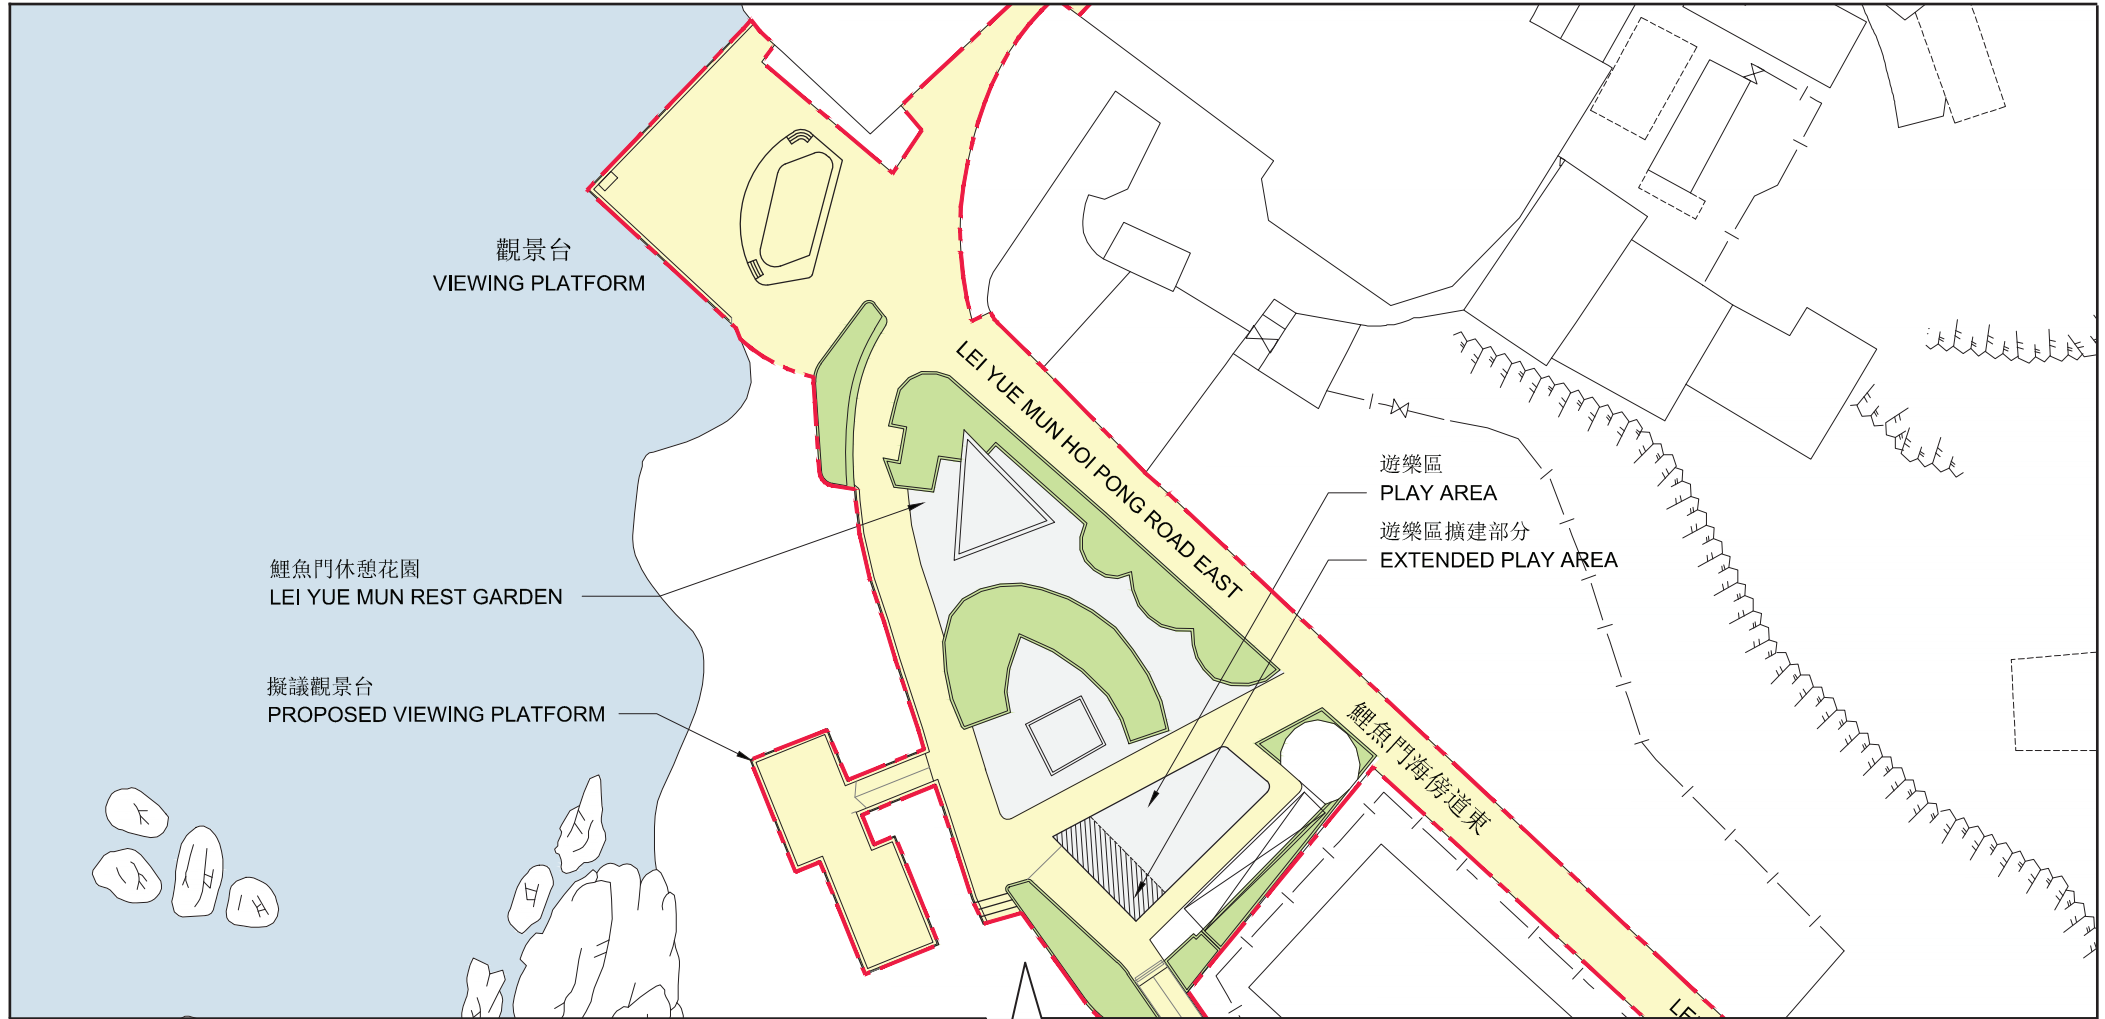 觀景台
VIEWING PLATFORM
LEI YUE MUN HOI PONG ROAD EAST
遊樂區
PLAY AREA
遊樂區擴建部分
EXTENDED PLAY AREA
鯉魚門休憩花園
LEI YUE MUN REST GARDEN
擬議觀景台
PROPOSED VIEWING PLATFORM
鯉魚門海傍道東